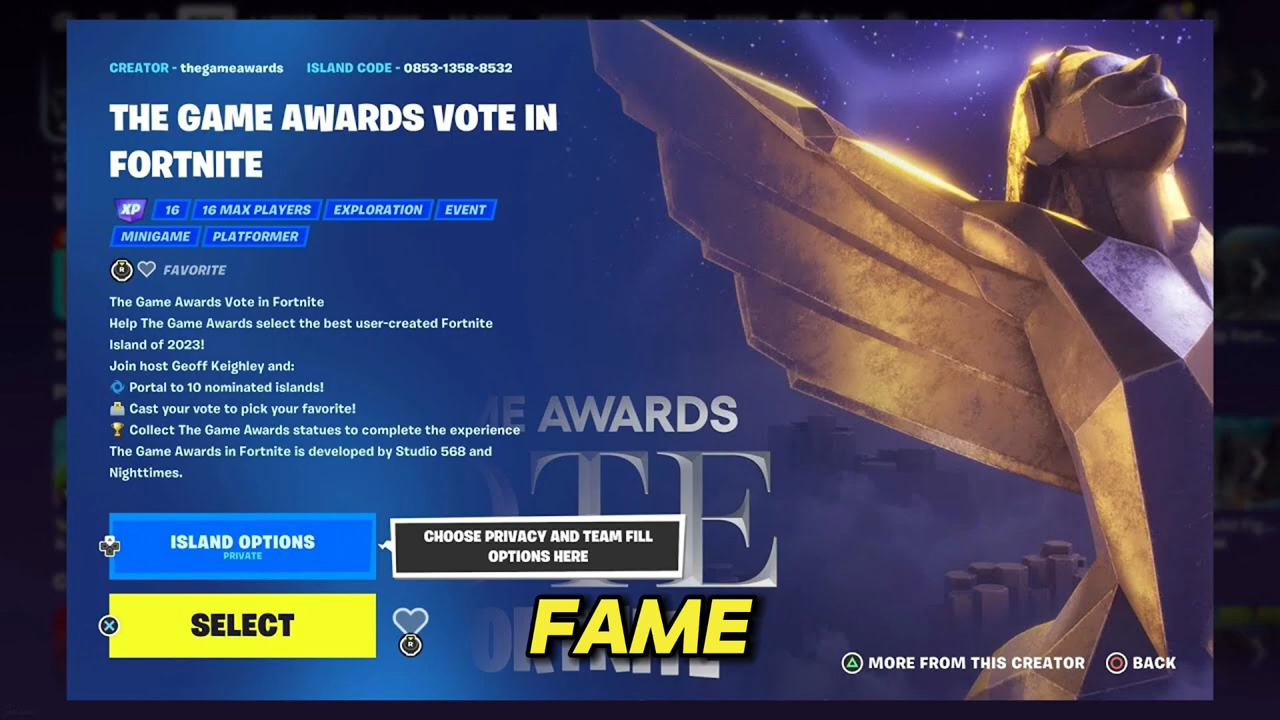 CREATOR - thegameawards ISLAND CODE - 0853-1358-8532
THE GAME AWARDS VOTE IN
FORTNITE
XP 16 16 MAX PLAYERS EXPLORATION EVENT
MINIGAME PLATFORMER
R FAVORITE
The Game Awards Vote in Fortnite
Help The Game Awards select the best user-created Fortnite
Island of 2023!
Join host Geoff Keighley and:
Portal to 10 nominated islands!
Cast your vote to pick your favorite!
Collect The Game Awards statues to complete the experience
The Game Awards in Fortnite is developed by Studio 568 and
Nighttimes.
AWARDS
ISLAND OPTIONS
PRIVATE
CHOOSE PRIVACY AND TEAM FILL
OPTIONS HERE
SELECT
R
FAME
MORE FROM THIS CREATOR BACK